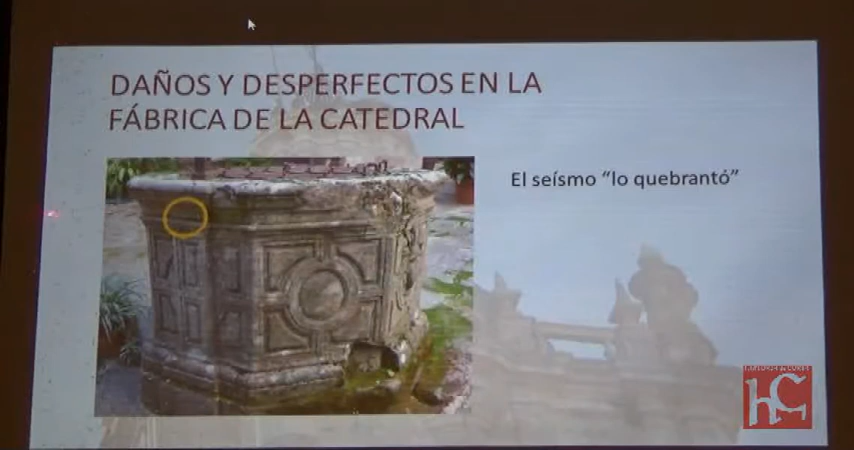 DAÑOS Y DESPERFECTOS EN LA
FÁBRICA DE LA CATEDRAL
El seísmo “lo quebrantó”
HC